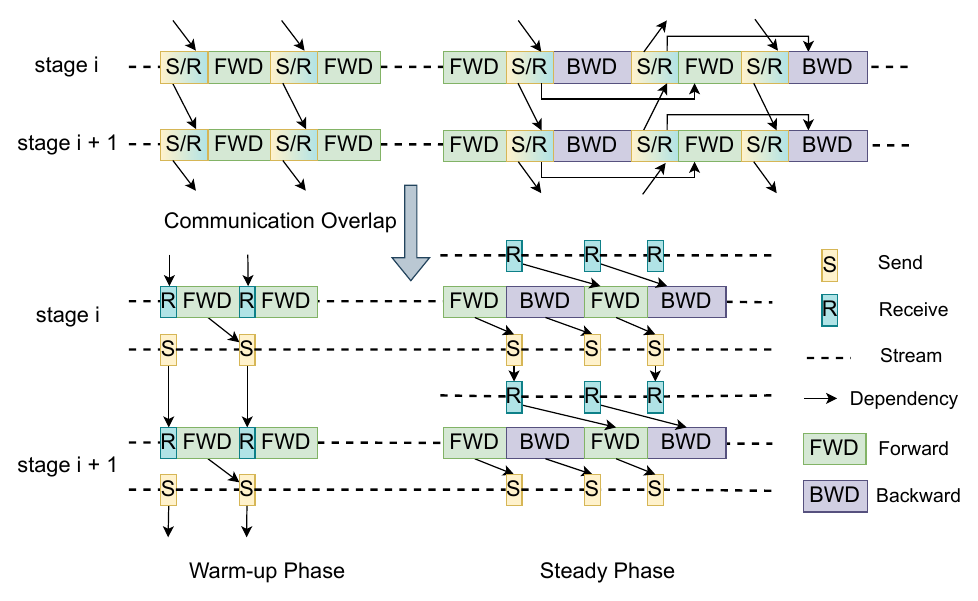 stage i S/R FWD S/R FWD FWD S/R BWD S/R FWD S/R BWD
stage i + 1 S/R FWD S/R FWD FWD S/R BWD S/R FWD S/R BWD
Communication Overlap
R R R
S Send
stage i R FWD R FWD FWD BWD FWD BWD
R Receive
S S S S S
Stream
R R R
Dependency
stage i + 1 R FWD R FWD FWD BWD FWD BWD
FWD Forward
S S S S S
BWD Backward
Warm-up Phase Steady Phase